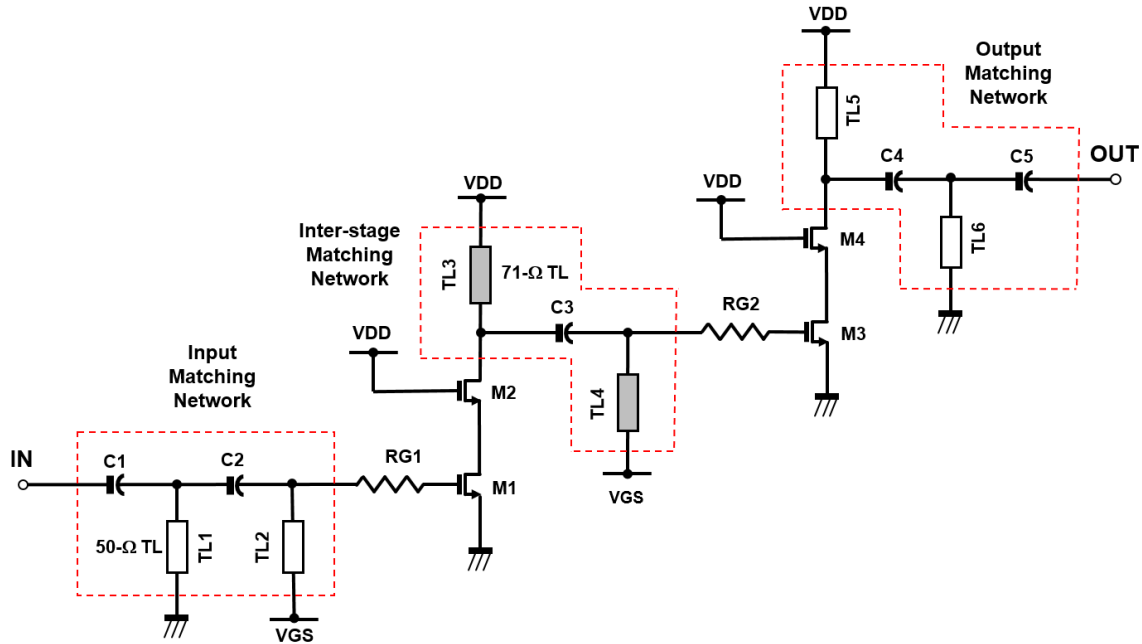 VDD
Output
Matching
Network
TL5
C4
C5
OUT
VDD
M4
TL6
VDD
Inter-stage
Matching
Network
TL3
71-Ω TL
C3
RG2
M3
VDD
TL4
M2
VGS
Input
Matching
Network
IN
C1
C2
RG1
M1
50-Ω TL
TL1
TL2
VGS